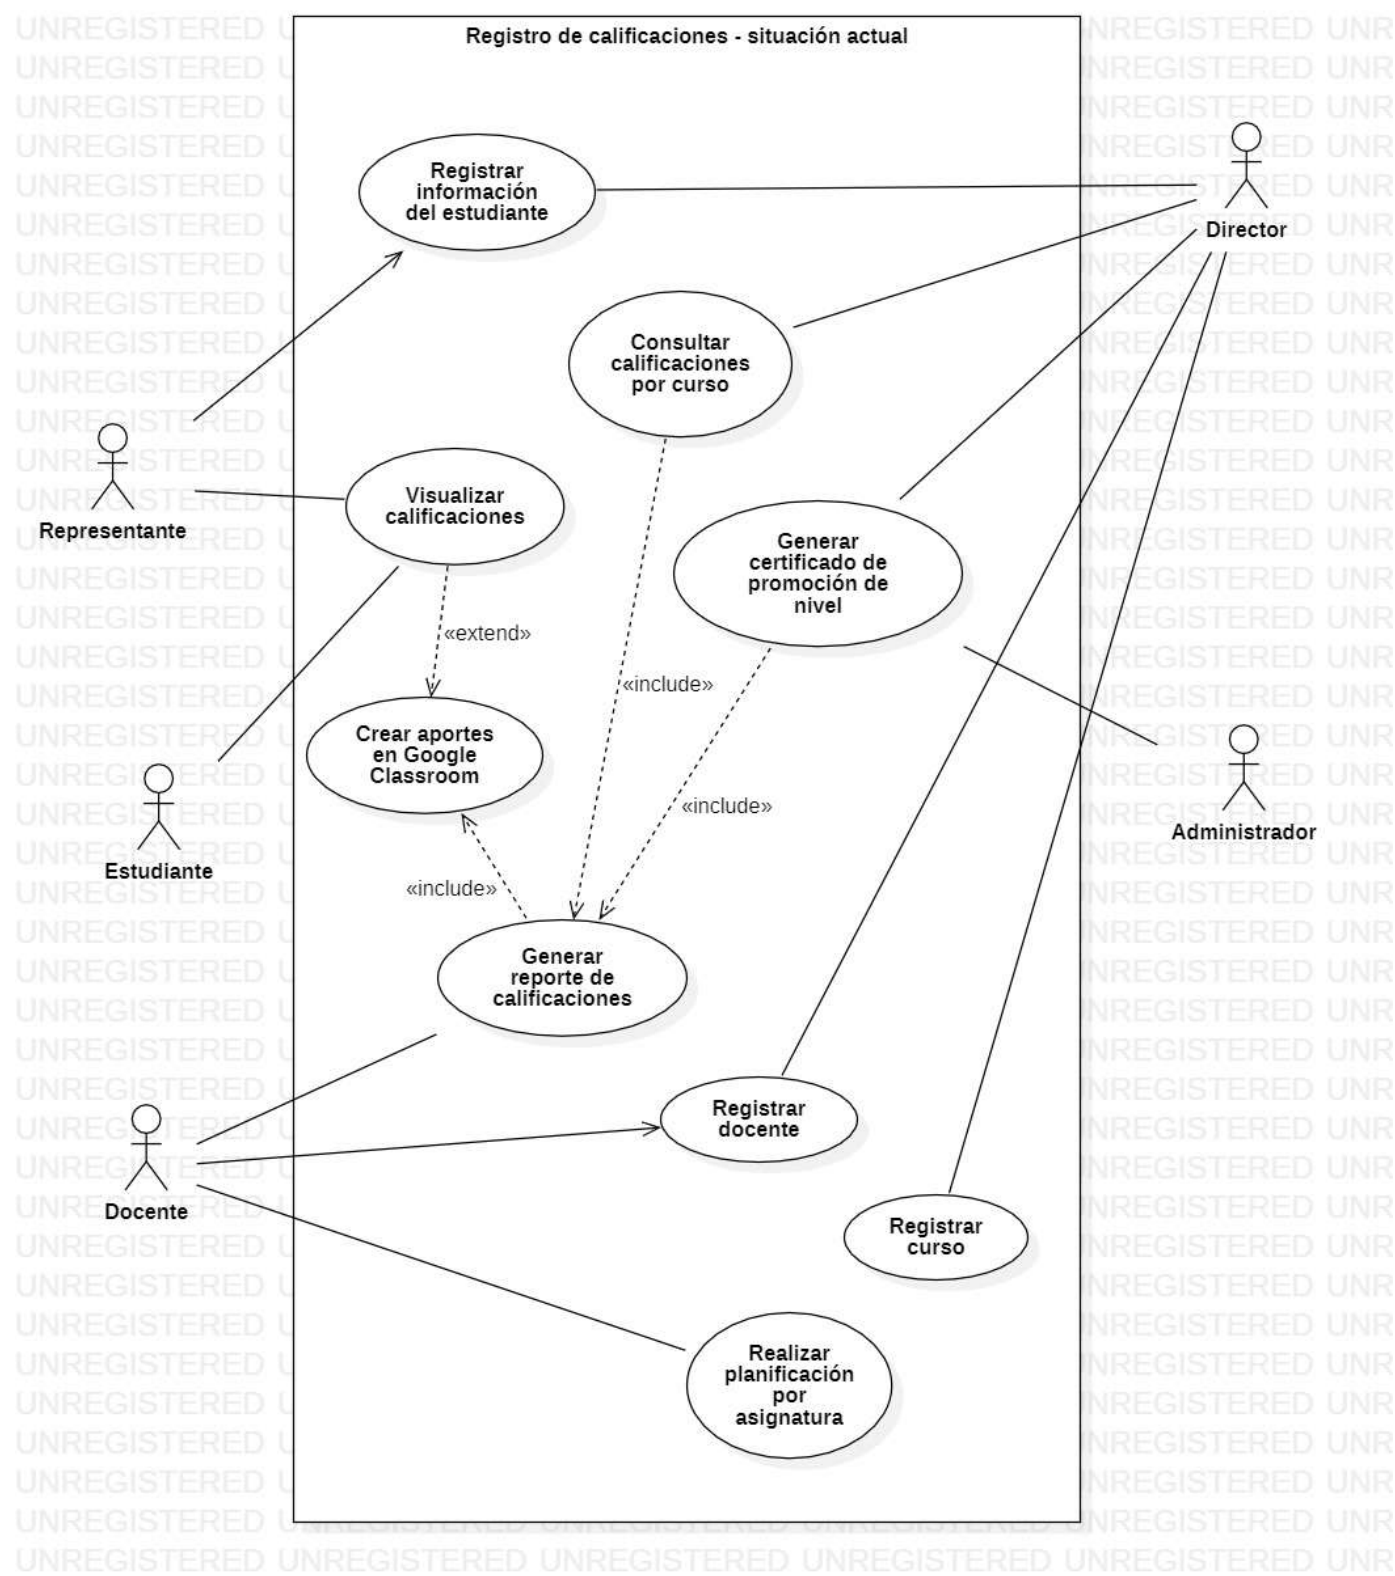 Registro de calificaciones - situación actual
Registrar
información
del estudiante
Director
Consultar
calificaciones
por curso
Representante
Visualizar
calificaciones
Generar
certificado de
promoción de
nivel
«extend»
«include»
Crear aportes
en Google
Classroom
«include»
Administrador
Estudiante
«include»
Generar
reporte de
calificaciones
Registrar
docente
Docente
Registrar
curso
Realizar
planificación
por
asignatura
UNREGISTERED UNREGISTERED UNREGISTERED UNREGISTERED UNREGISTERED UNR